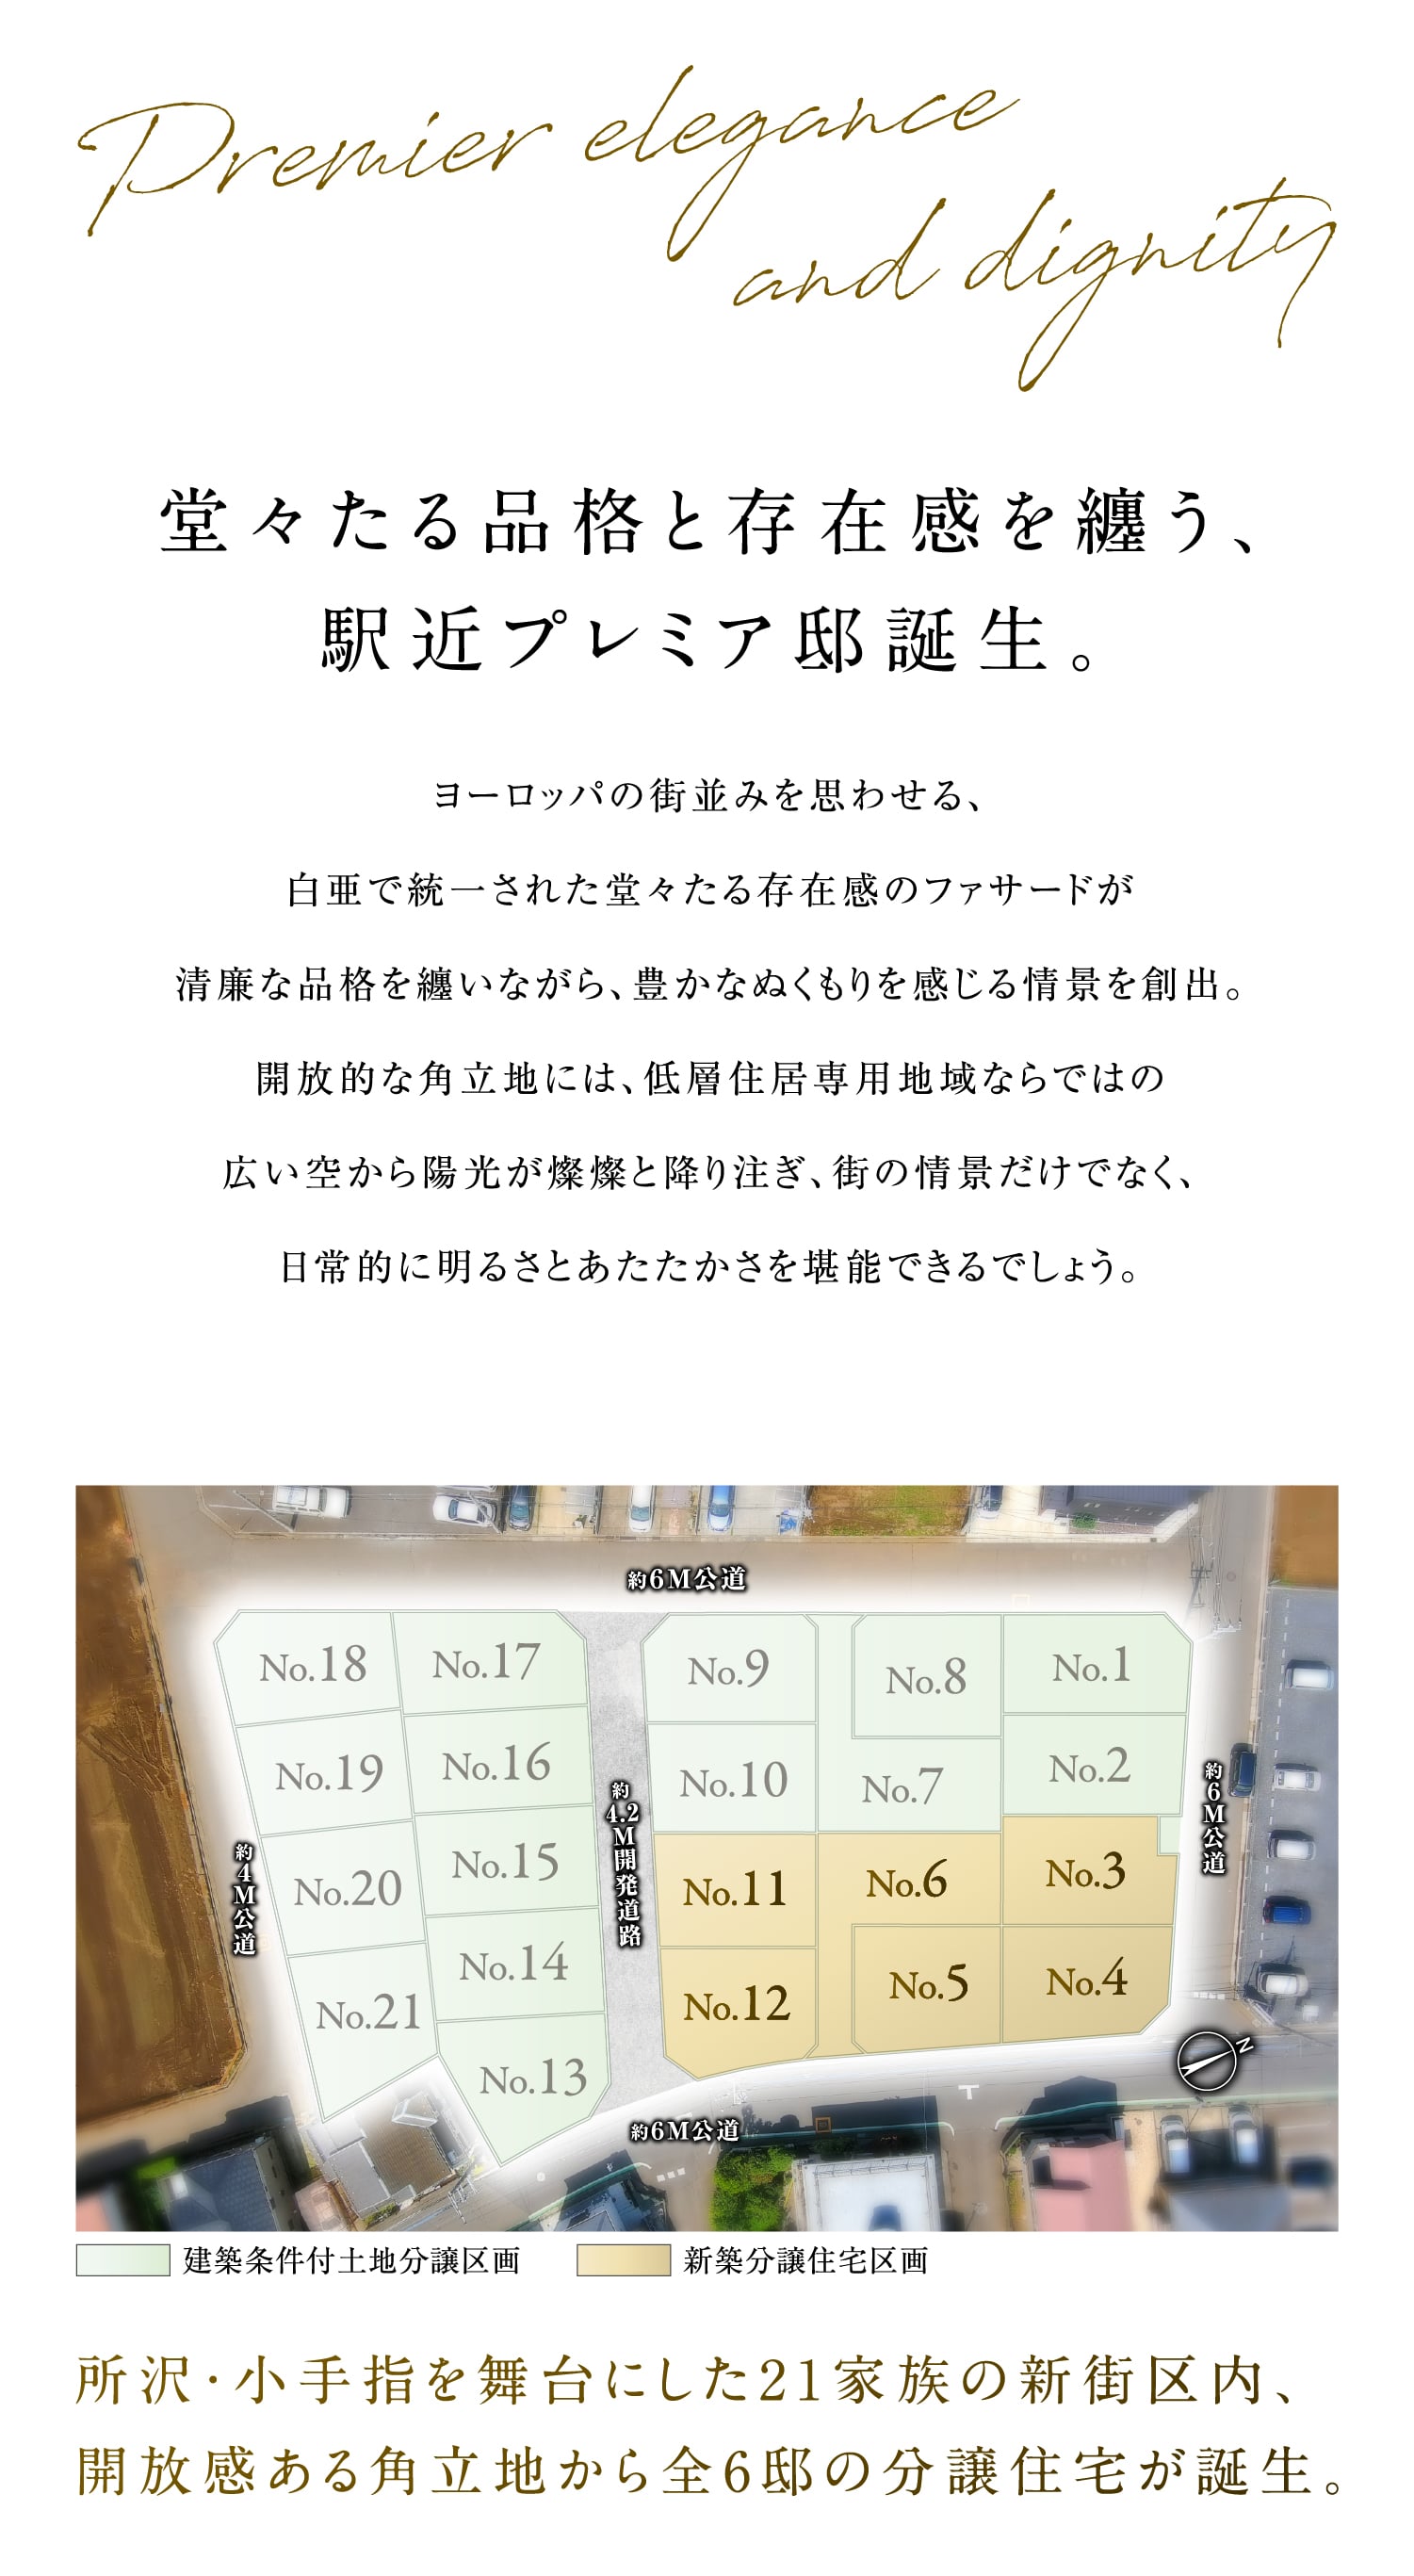 Premier elegance
and dignity
堂々たる品格と存在感を纏う、
駅近プレミア邸誕生。
ヨーロッパの街並みを思わせる、
白亜で統一された堂々たる存在感のファサードが
清廉な品格を纏いながら、豊かなぬくもりを感じる情景を創出。
開放的な角立地には、低層住居専用地域ならではの
広い空から陽光が燦燦と降り注ぎ、街の情景だけでなく、
日常的に明るさとあたたかさを堪能できるでしょう。
約6M公道
No.18
No.17
No.9
No.8
No.1
No.19
No.16
No.10
No.7
No.2
約4.2M開発道路
約6M公道
約4M公道
No.20
No.15
No.11
No.6
No.3
No.21
No.14
No.12
No.5
No.4
No.13
N
約6M公道
建築条件付土地分譲区画
新築分譲住宅区画
所沢・小手指を舞台にした21家族の新街区内、
開放感ある角立地から全6邸の分譲住宅が誕生。